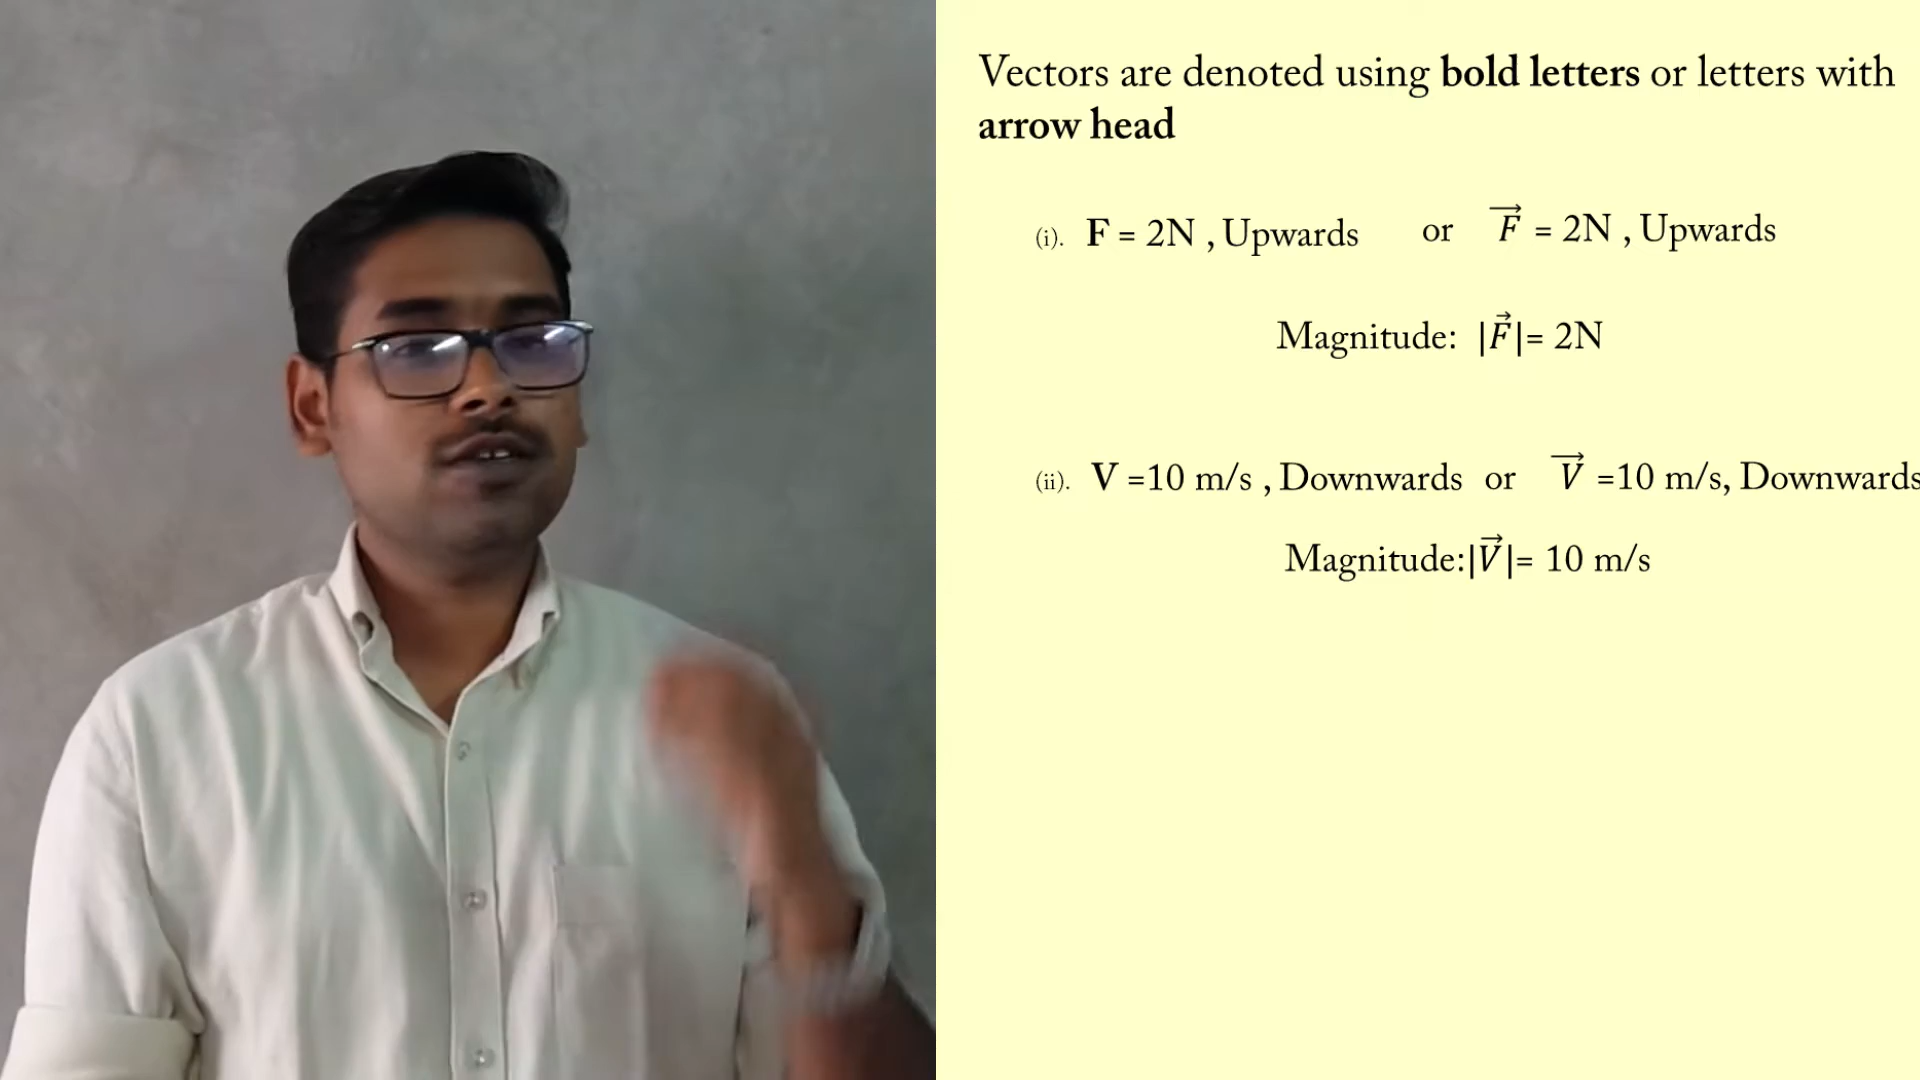 Vectors are denoted using bold letters or letters with
arrow head
(i). F = 2N , Upwards or F⃗ = 2N , Upwards
Magnitude: |F⃗|= 2N
(ii). V =10 m/s , Downwards or V⃗ =10 m/s, Downwards
Magnitude:|V⃗|= 10 m/s